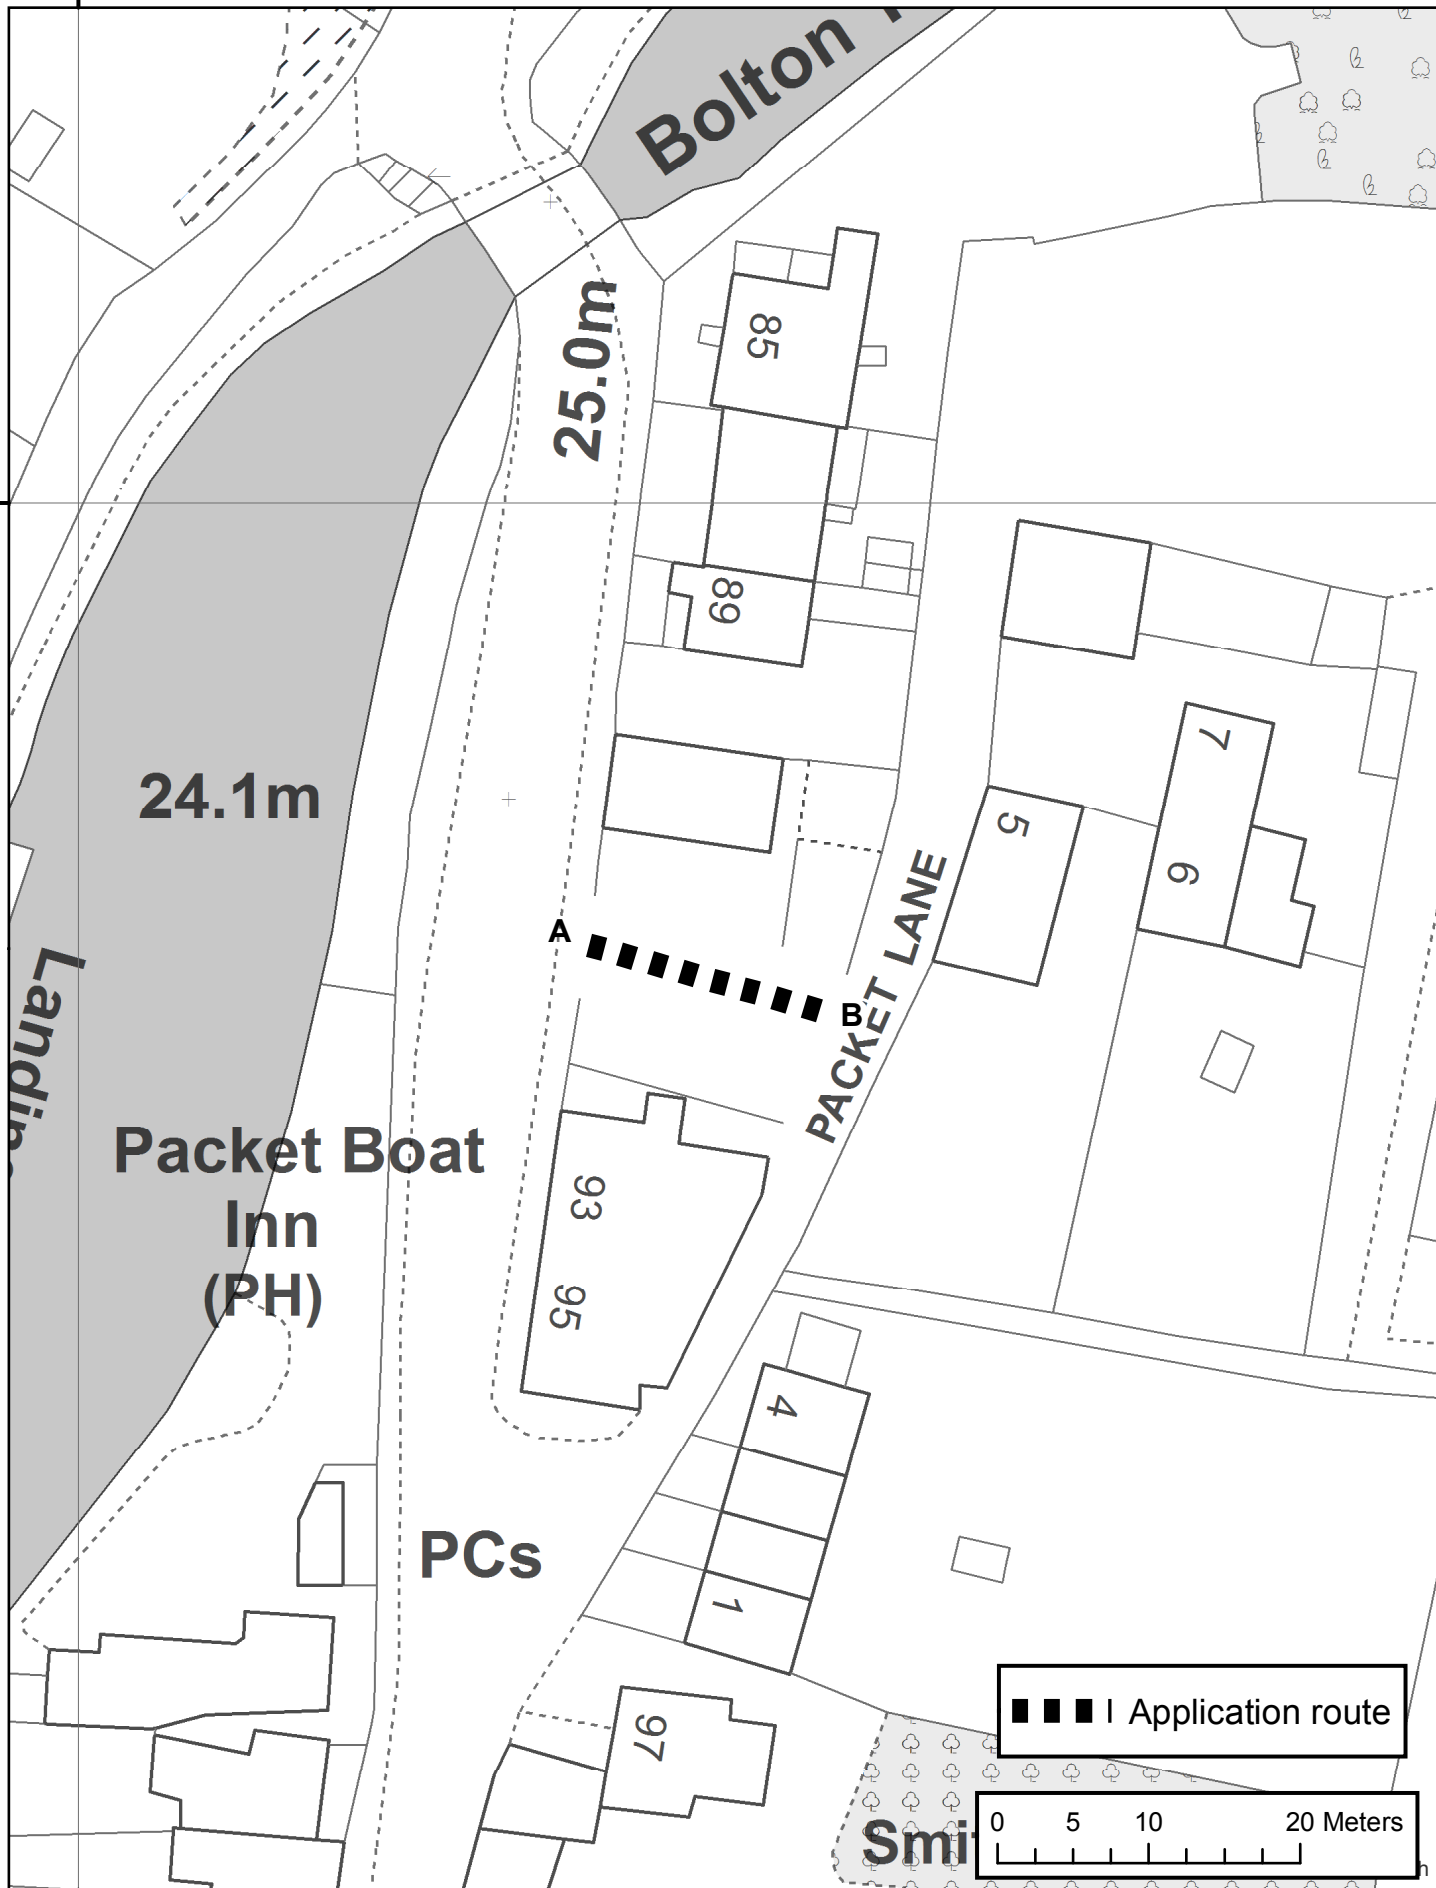 Bolton
85
25.0m
89
24.1m
7
5
6
PACKET LANE
A
B
Packet Boat
Inn
(PH)
93
95
4
PCs
1
97
Application route
0 5 10 20 Meters